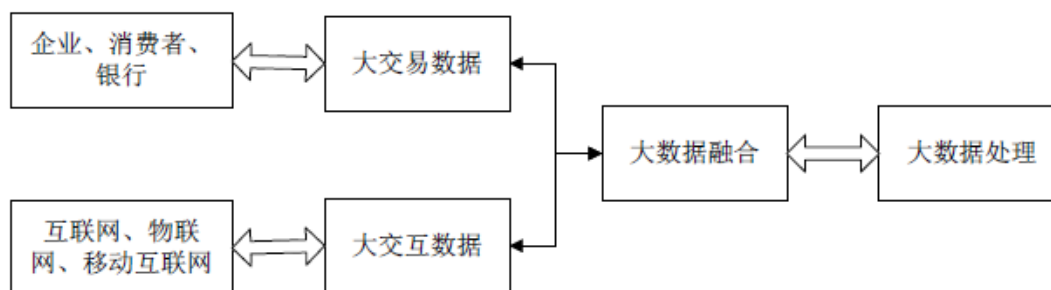 企业、消费者、
银行
大交易数据
大数据融合
大数据处理
互联网、物联
网、移动互联网
大交互数据